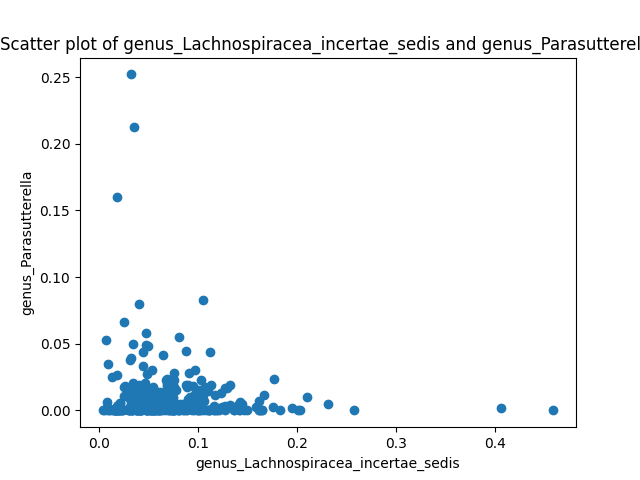 Scatter plot of genus_Lachnospiracea_incertae_sedis and genus_Parasutterel
0.25
0.20
0.15
0.10
0.05
0.00
genus_Parasutterella
0.0 0.1 0.2 0.3 0.4
genus_Lachnospiracea_incertae_sedis